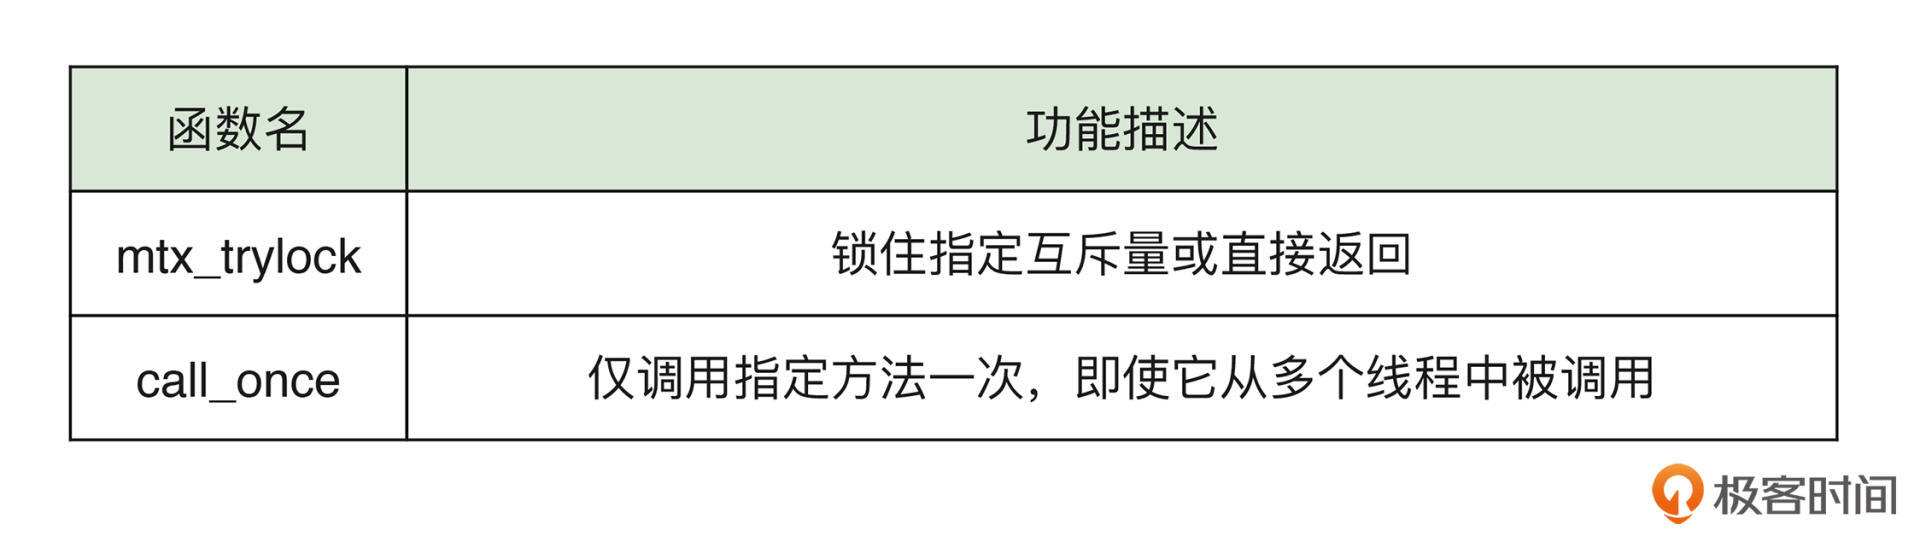 函数名 功能描述
mtx_trylock 锁住指定互斥量或直接返回
call_once 仅调用指定方法一次，即使它从多个线程中被调用
极客时间